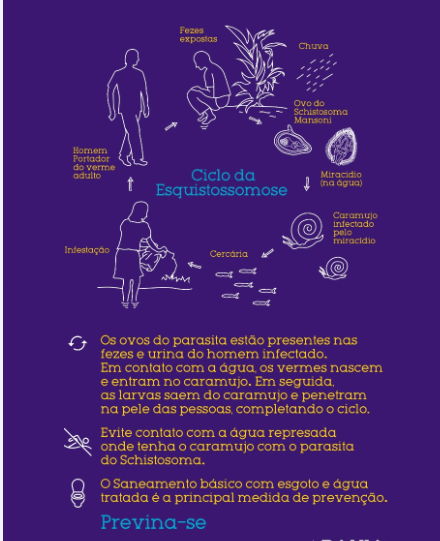 Fezes
expostas
Chuva
Ovo do
Schistosoma
Mansoni
Homem
Portador
do verme
adulto
Ciclo da
Esquistossomose
Miracídio
(na água)
Caramujo
infectado
pelo
miracídio
Infestação
Cercária
Os ovos do parasita estão presentes nas
fezes e urina do homem infectado.
Em contato com a água, os vermes nascem
e entram no caramujo. Em seguida,
as larvas saem do caramujo e penetram
na pele das pessoas, completando o ciclo.
Evite contato com a água represada
onde tenha o caramujo com o parasita
do Schistosoma.
O Saneamento básico com esgoto e água
tratada é a principal medida de prevenção.
Previna-se